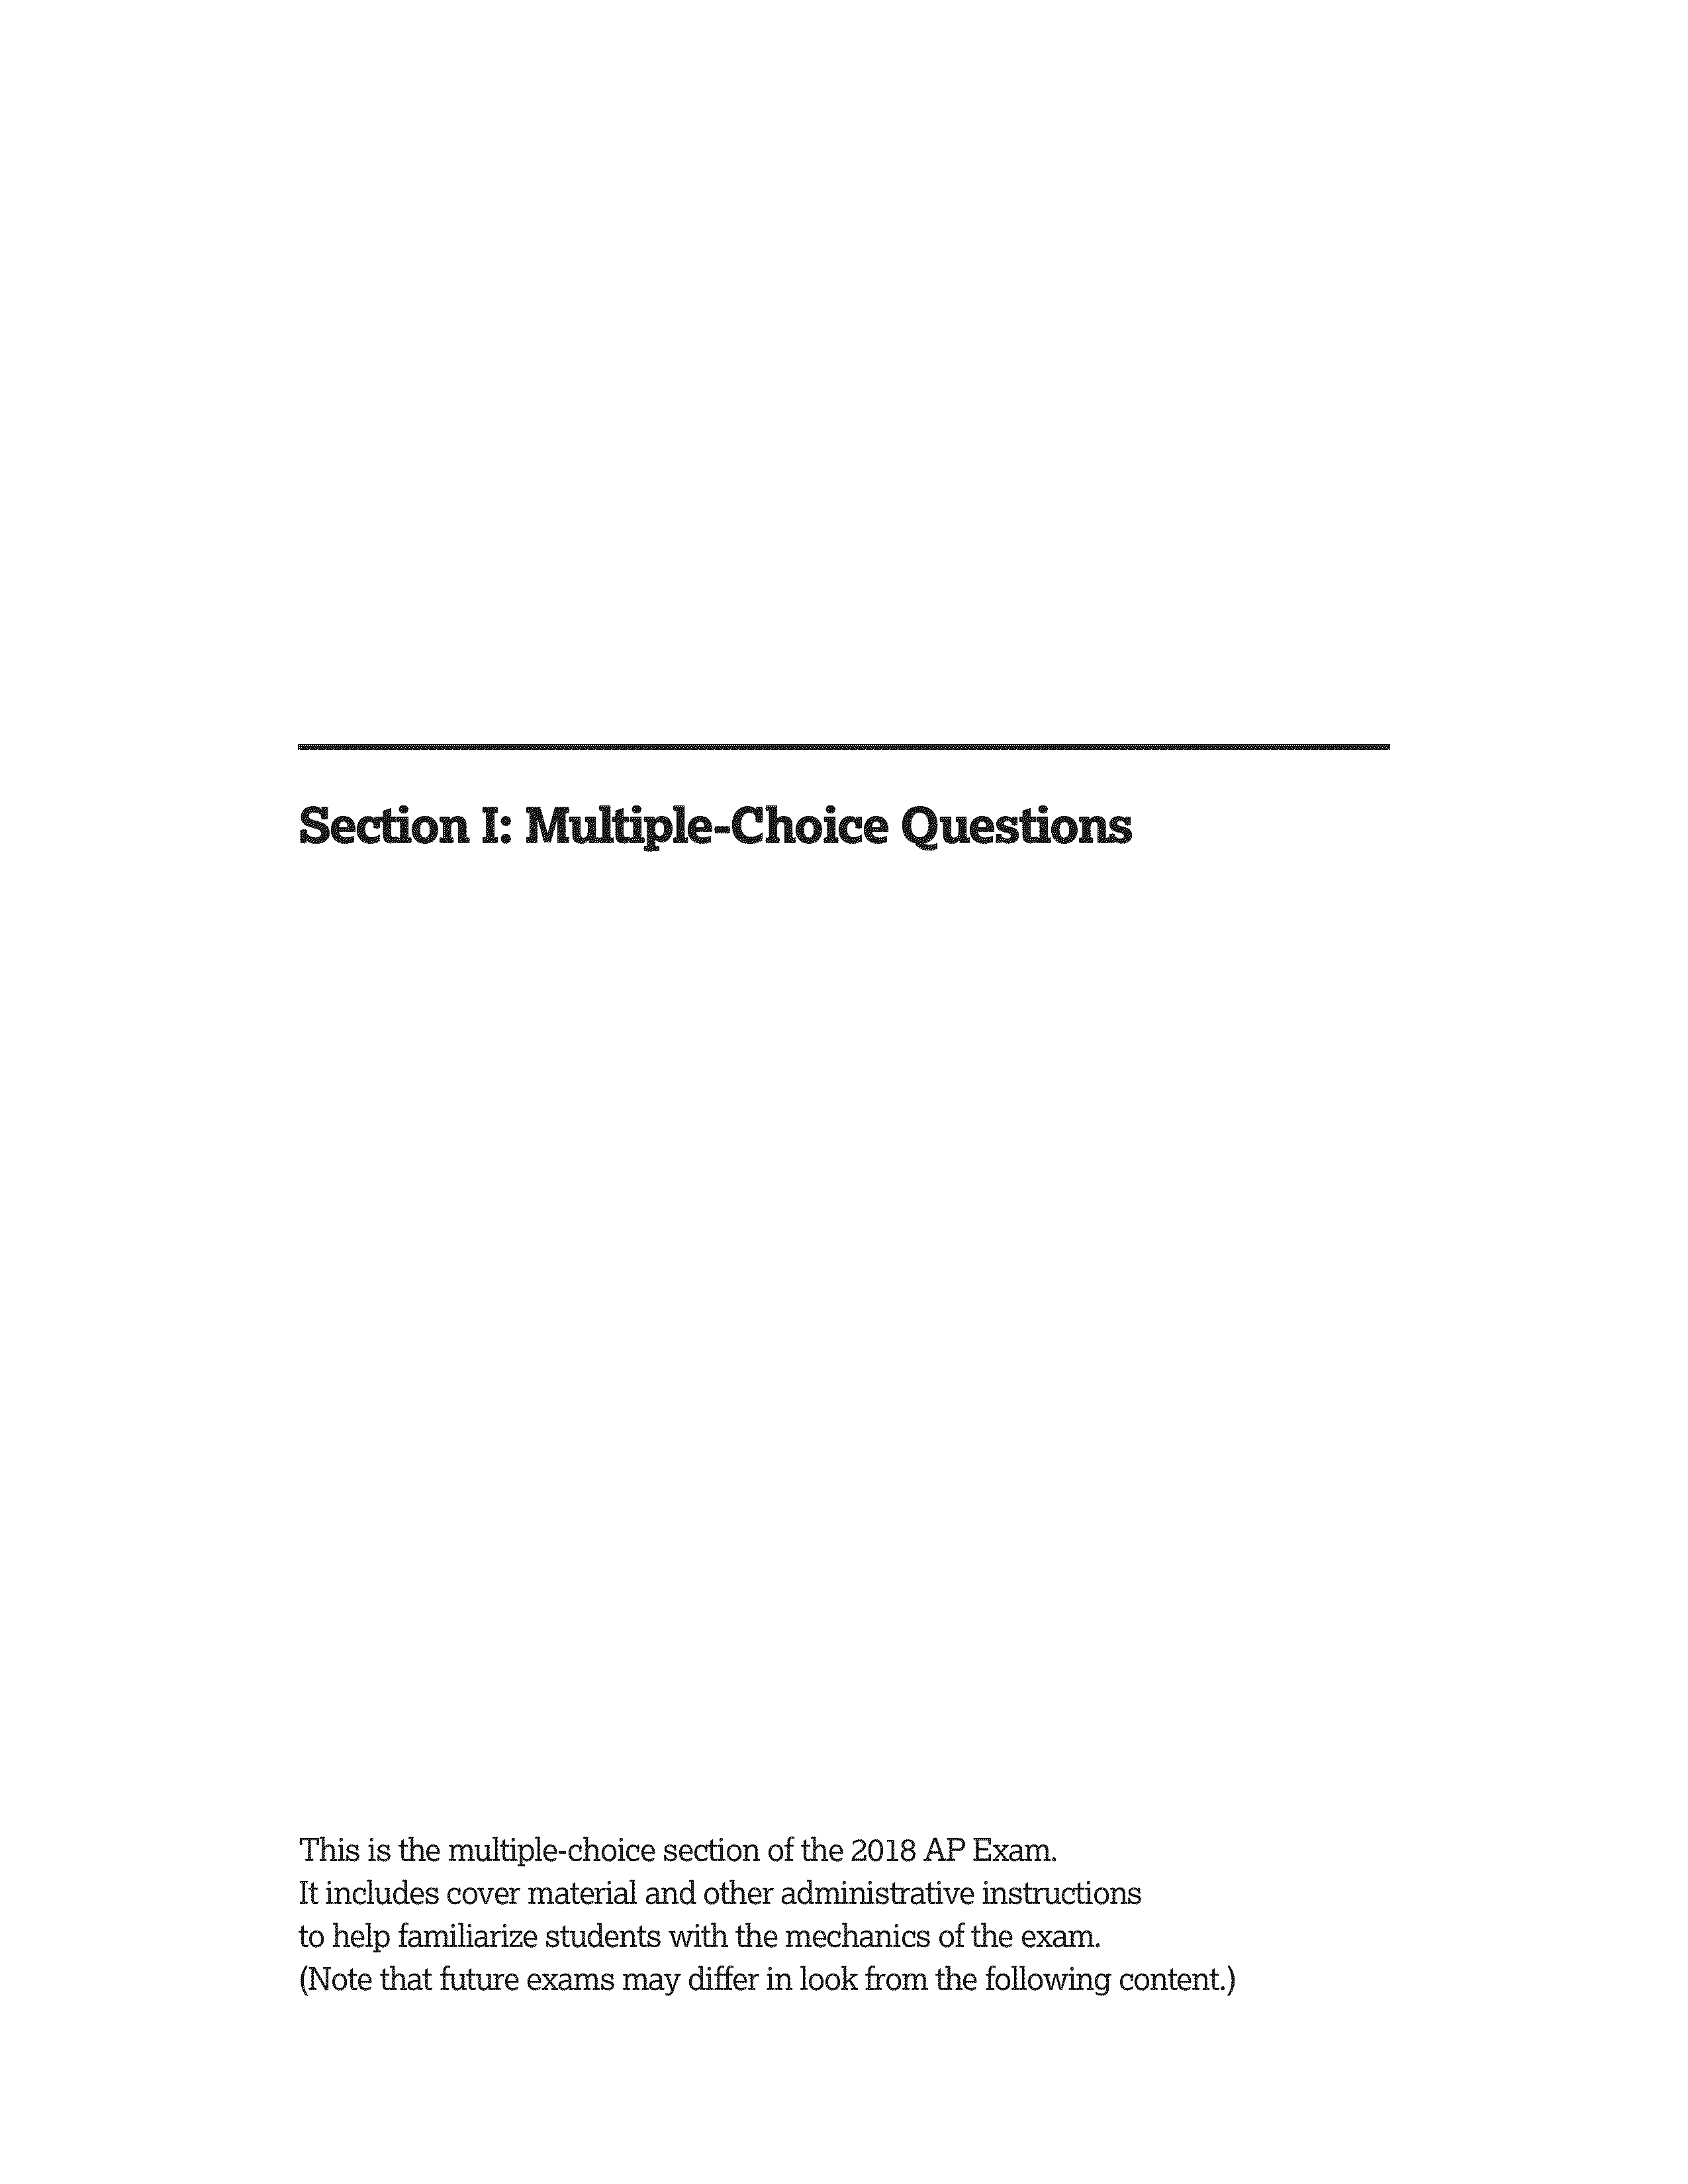 Section I: Multiple-Choice Questions
This is the multiple-choice section of the 2018 AP Exam.
It includes cover material and other administrative instructions
to help familiarize students with the mechanics of the exam.
(Note that future exams may differ in look from the following content.)